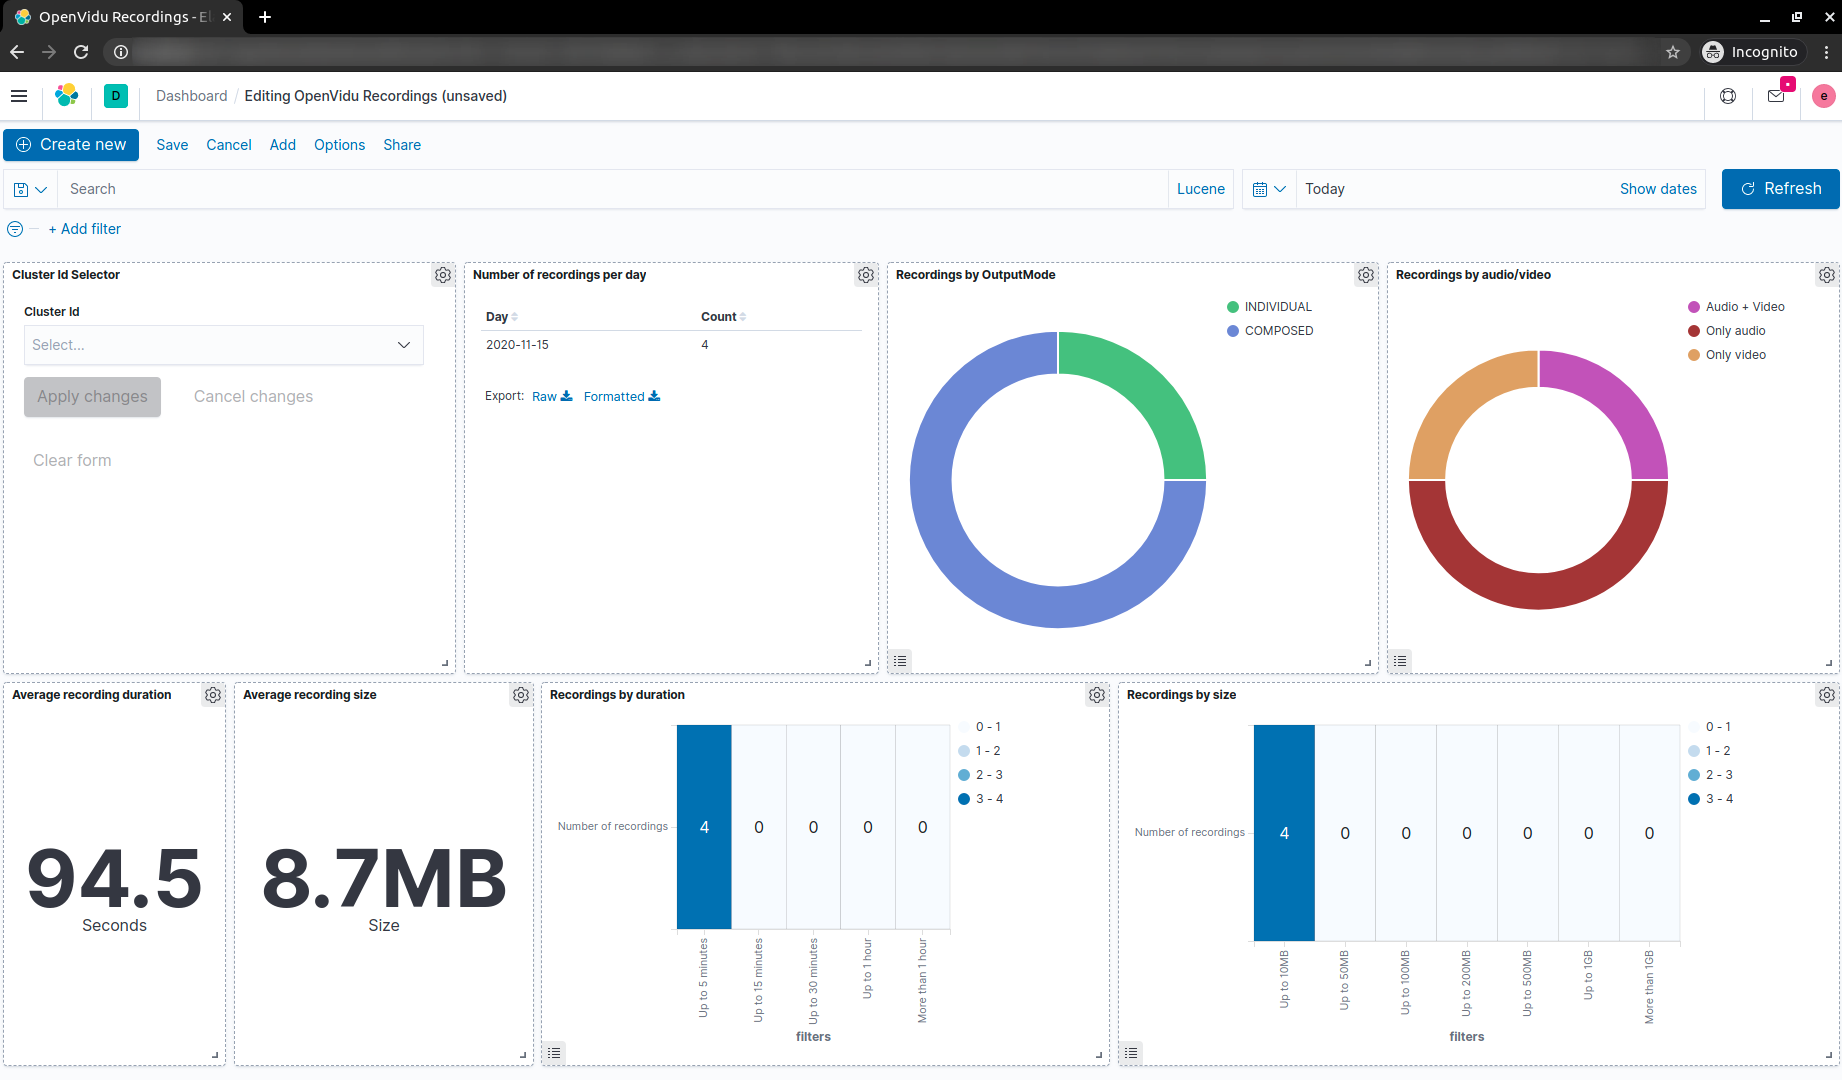 OpenVidu Recordings - El
Incognito
D
Dashboard / Editing OpenVidu Recordings (unsaved)
e
Create new Save Cancel Add Options Share
Search Lucene Today Show dates Refresh
+ Add filter
Cluster Id Selector
Cluster Id
Select...
Apply changes Cancel changes
Clear form
Number of recordings per day
Day Count
2020-11-15 4
Export: Raw Formatted
Recordings by OutputMode
INDIVIDUAL
COMPOSED
Recordings by audio/video
Audio + Video
Only audio
Only video
Average recording duration
94.5
Seconds
Average recording size
8.7MB
Size
Recordings by duration
0 - 1
1 - 2
2 - 3
3 - 4
Number of recordings 4 0 0 0 0
Up to 5 minutes
Up to 15 minutes
Up to 30 minutes
Up to 1 hour
More than 1 hour
filters
Recordings by size
0 - 1
1 - 2
2 - 3
3 - 4
Number of recordings 4 0 0 0 0 0 0
Up to 10MB
Up to 50MB
Up to 100MB
Up to 200MB
Up to 500MB
Up to 1GB
More than 1GB
filters